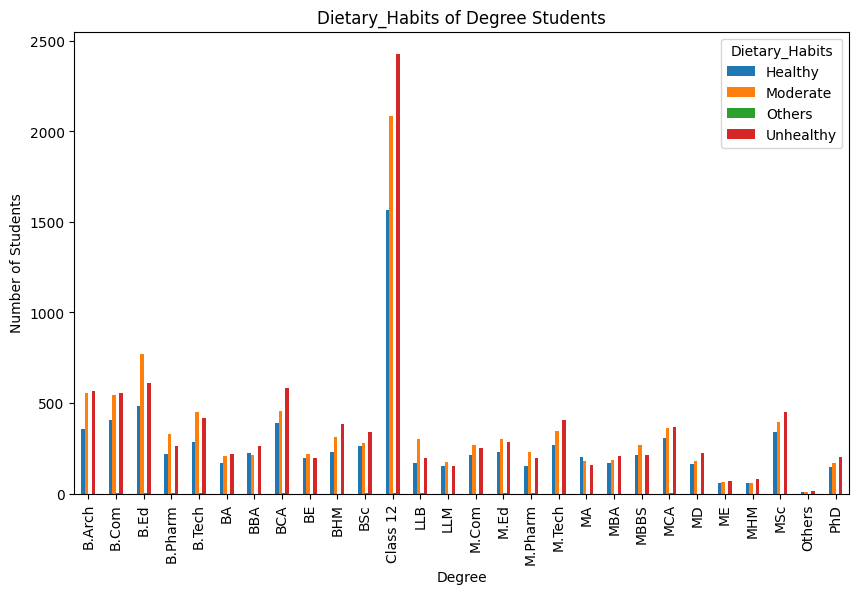 Dietary_Habits of Degree Students
Dietary_Habits
Healthy
Moderate
Others
Unhealthy
Number of Students
2500
2000
1500
1000
500
0
B.Arch
B.Com
B.Ed
B.Pharm
B.Tech
BA
BBA
BCA
BE
BHM
BSc
Class 12
LLB
LLM
M.Com
M.Ed
M.Pharm
M.Tech
MA
MBA
MBBS
MCA
MD
ME
MHM
MSc
Others
PhD
Degree